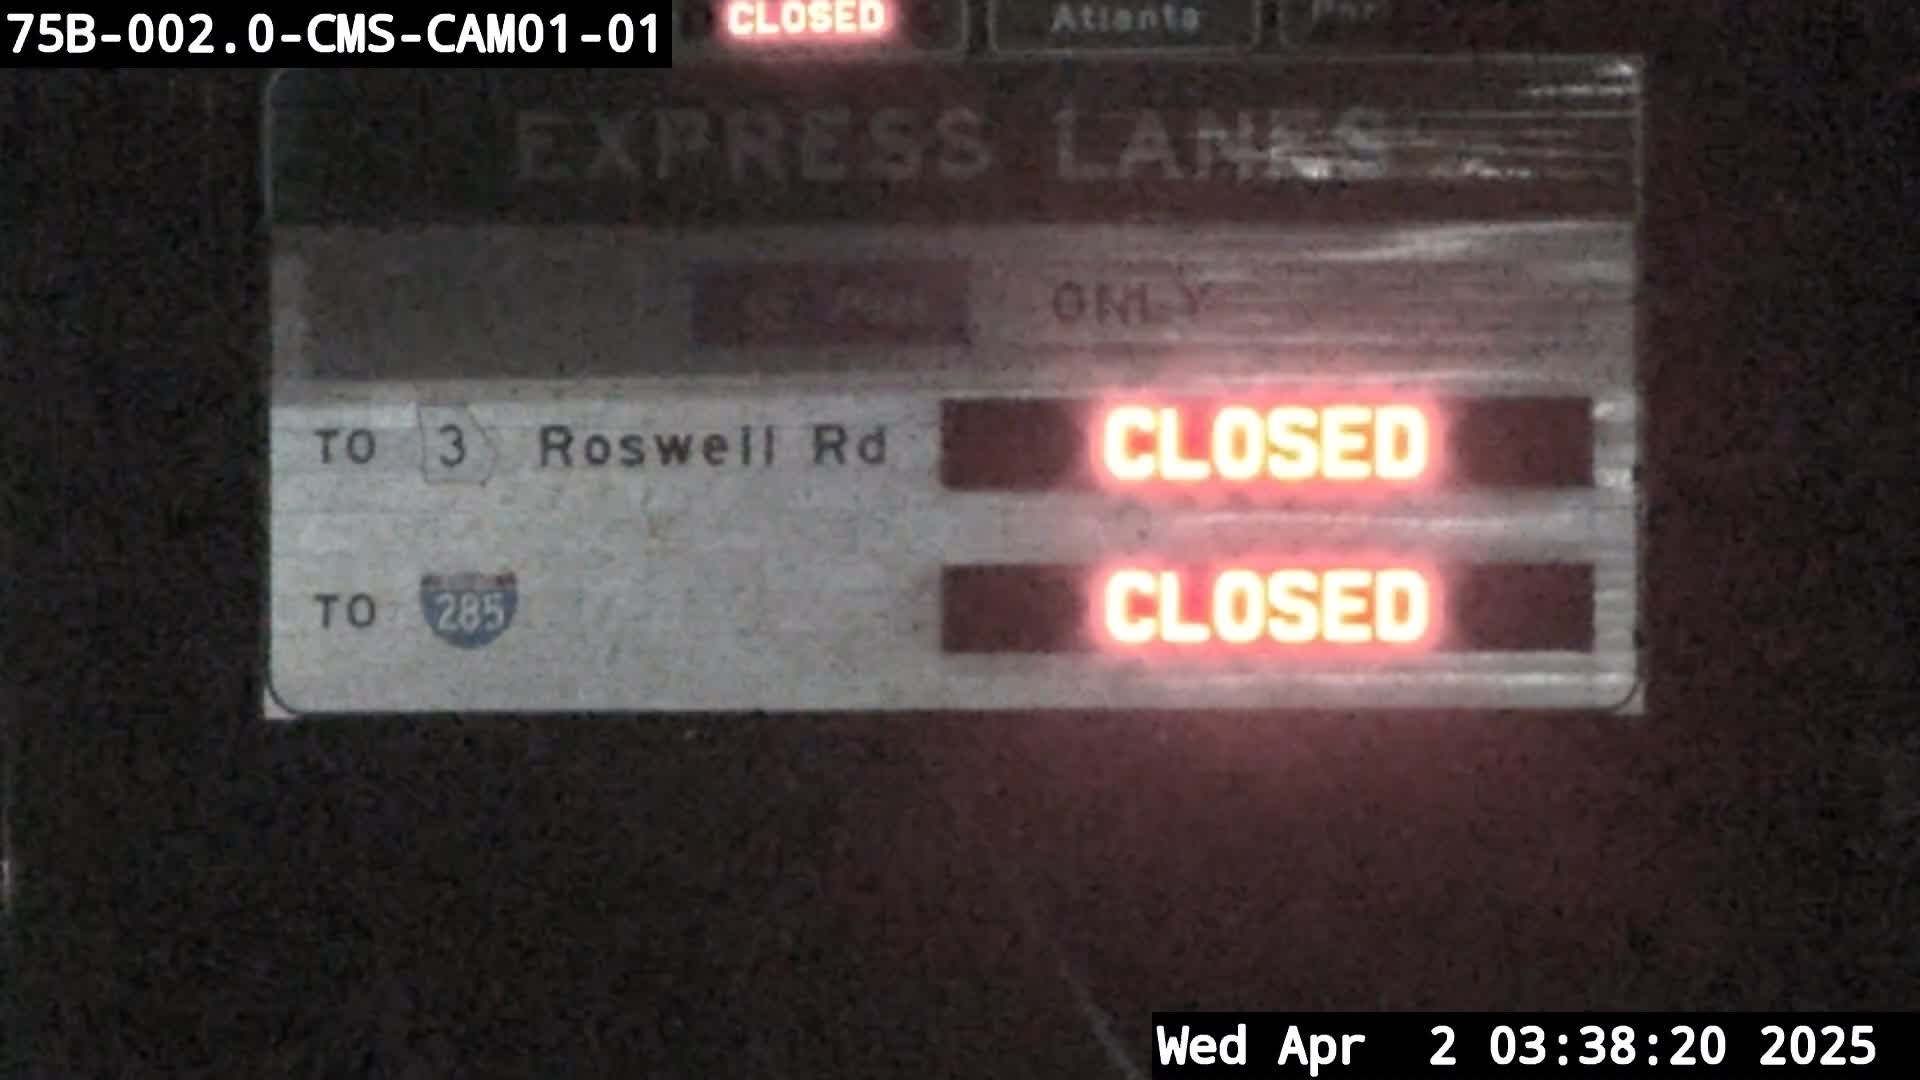 75B-002.0-CMS-CAM01-01
CLOSED
Atlanta
EXPRESS LANES
ONLY
TO 3 Roswell Rd CLOSED
TO 285 CLOSED
Wed Apr 2 03:38:20 2025